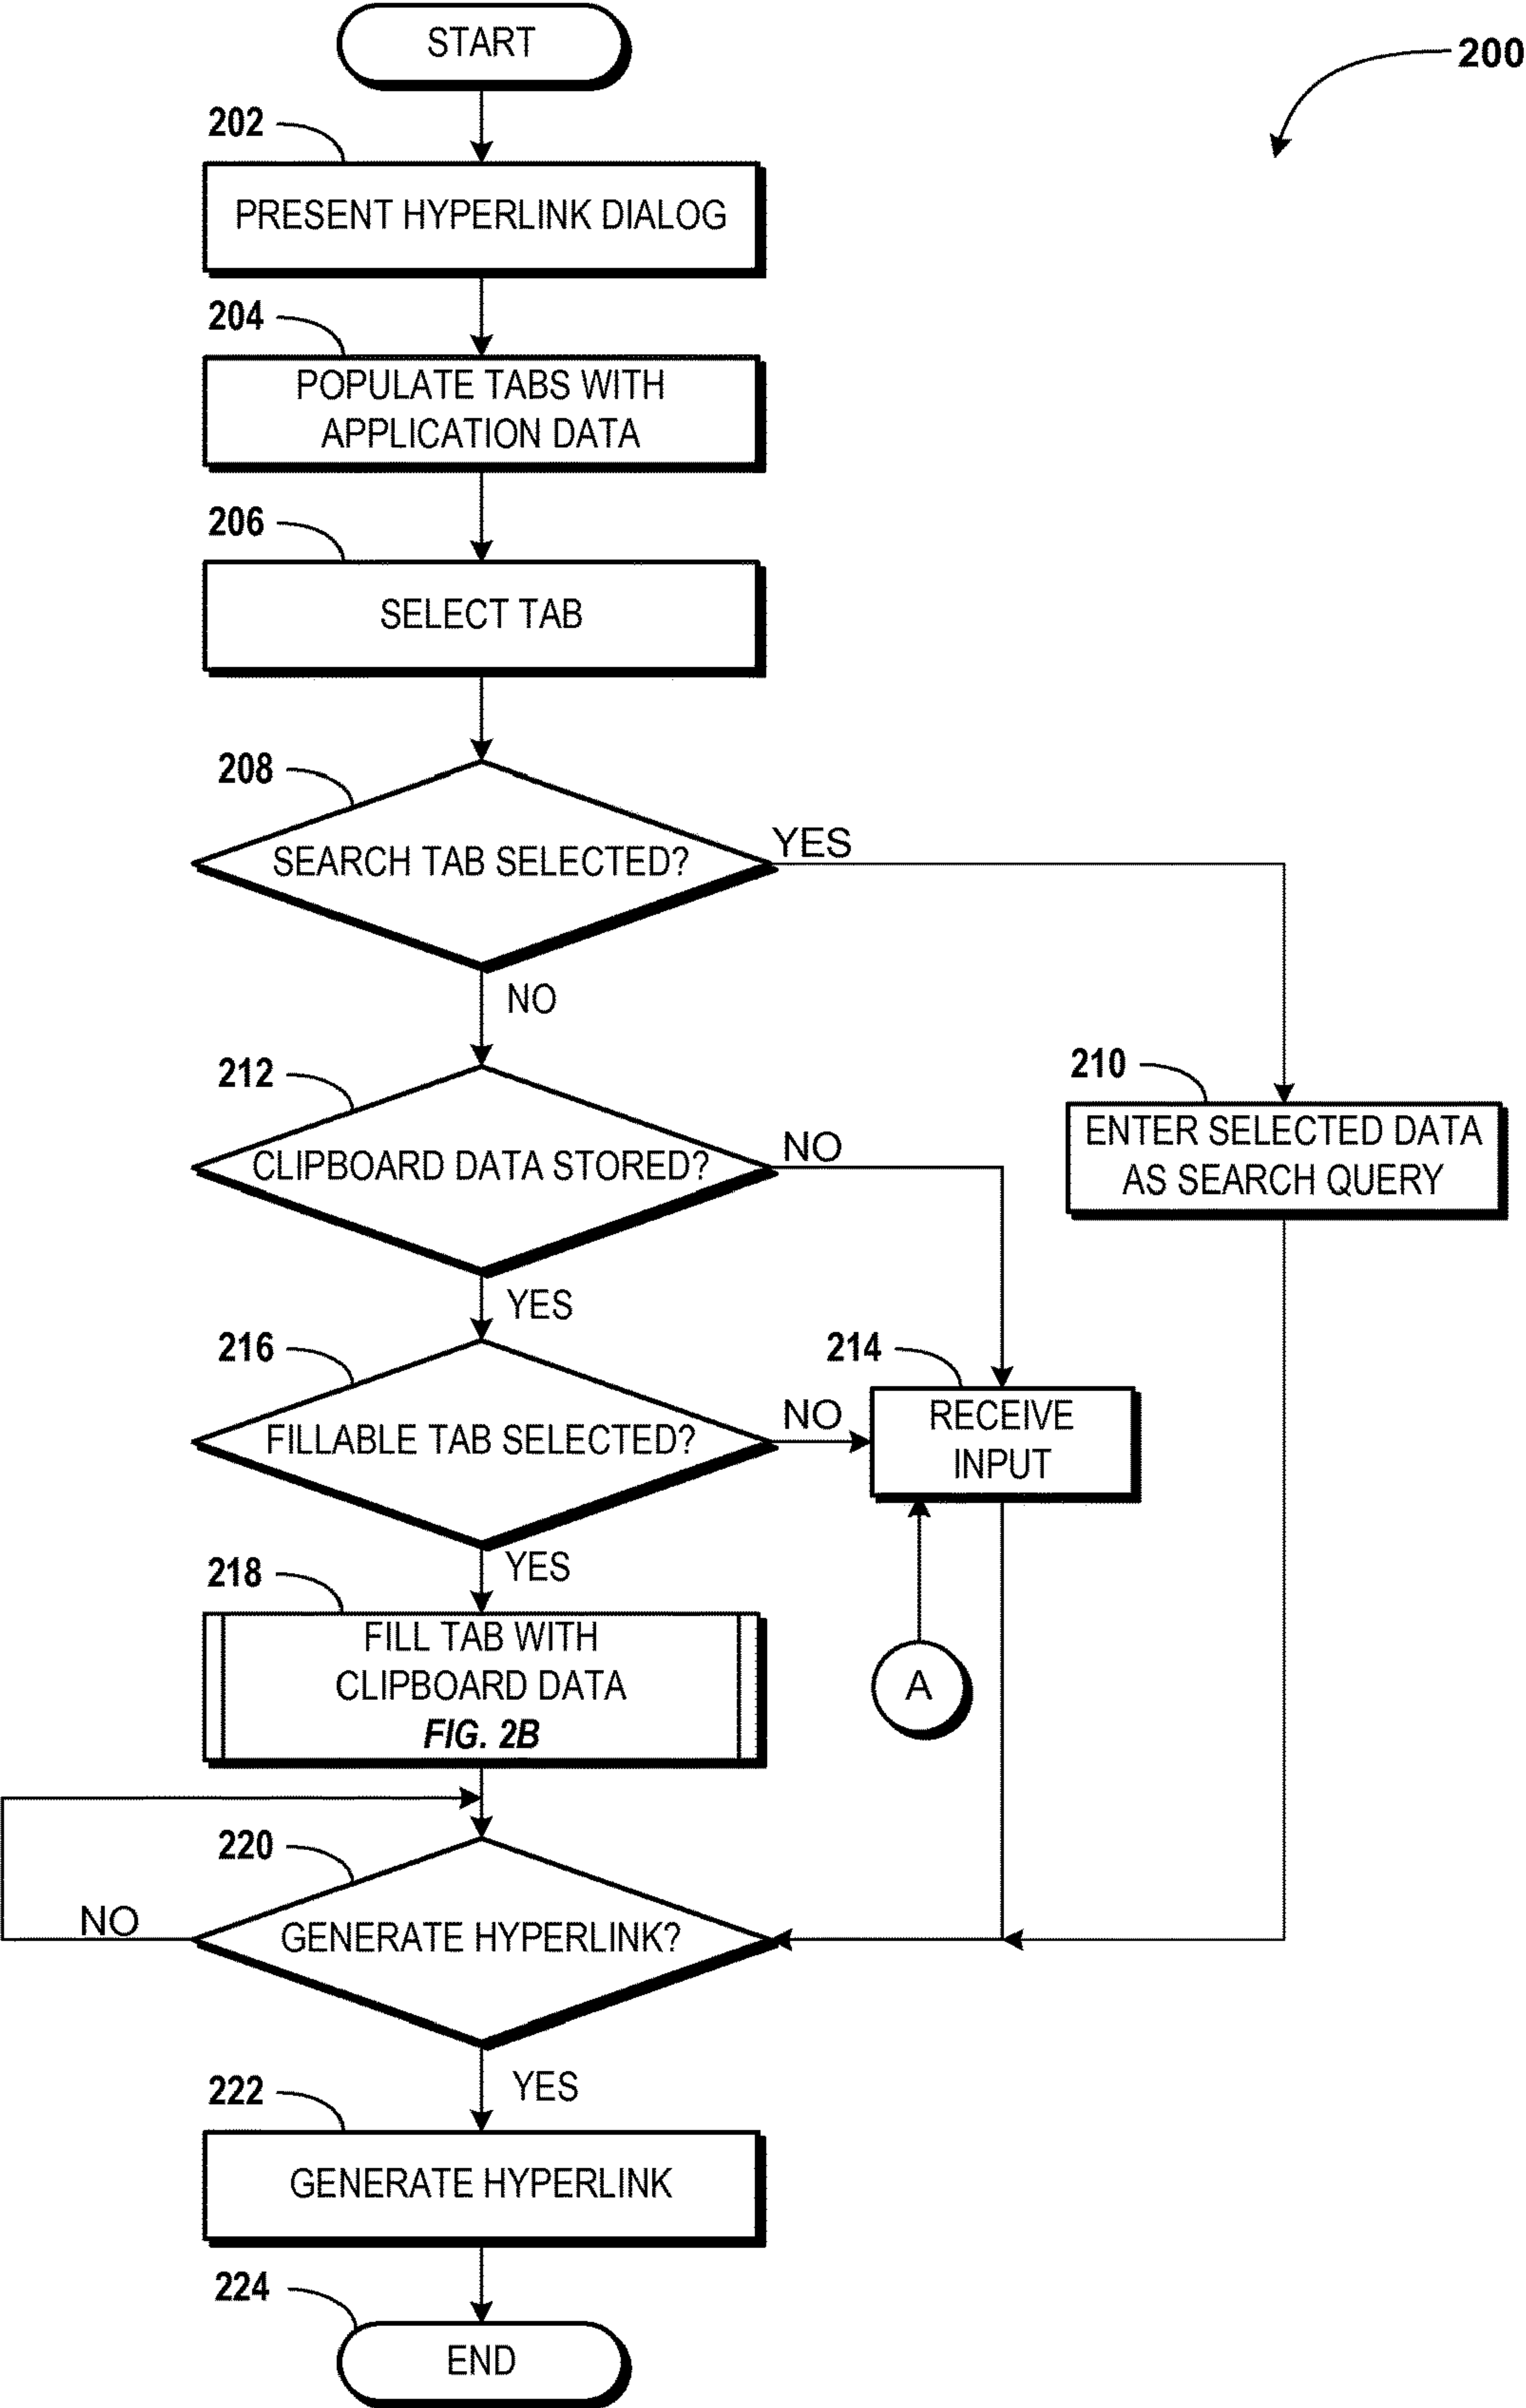 START
200
202
PRESENT HYPERLINK DIALOG
204
POPULATE TABS WITH
APPLICATION DATA
206
SELECT TAB
208
SEARCH TAB SELECTED?
YES
NO
210
ENTER SELECTED DATA
AS SEARCH QUERY
212
CLIPBOARD DATA STORED?
NO
YES
214
RECEIVE
INPUT
216
FILLABLE TAB SELECTED?
NO
YES
A
218
FILL TAB WITH
CLIPBOARD DATA
FIG. 2B
220
GENERATE HYPERLINK?
NO
YES
222
GENERATE HYPERLINK
224
END